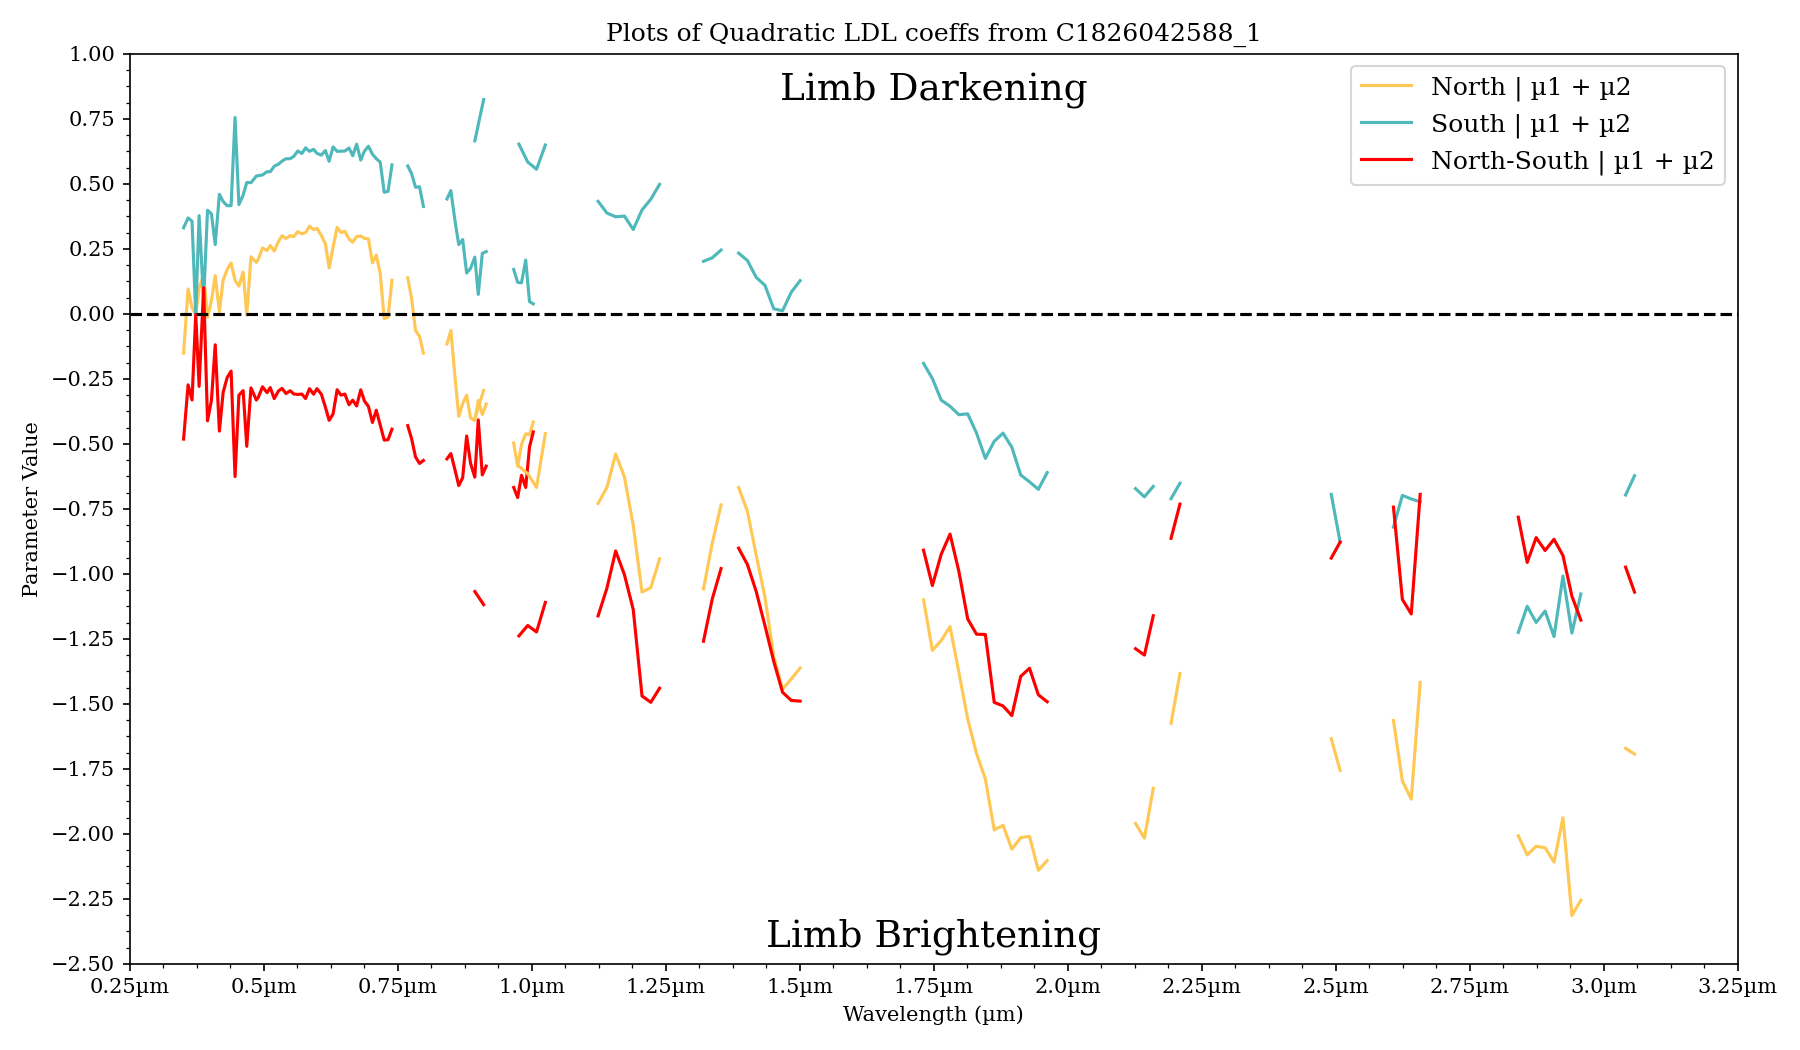 Plots of Quadratic LDL coeffs from C1826042588_1
Limb Darkening
North | µ1 + µ2
South | µ1 + µ2
North-South | µ1 + µ2
Limb Brightening
Parameter Value
1.00
0.75
0.50
0.25
0.00
−0.25
−0.50
−0.75
−1.00
−1.25
−1.50
−1.75
−2.00
−2.25
−2.50
0.25µm 0.5µm 0.75µm 1.0µm 1.25µm 1.5µm 1.75µm 2.0µm 2.25µm 2.5µm 2.75µm 3.0µm 3.25µm
Wavelength (µm)